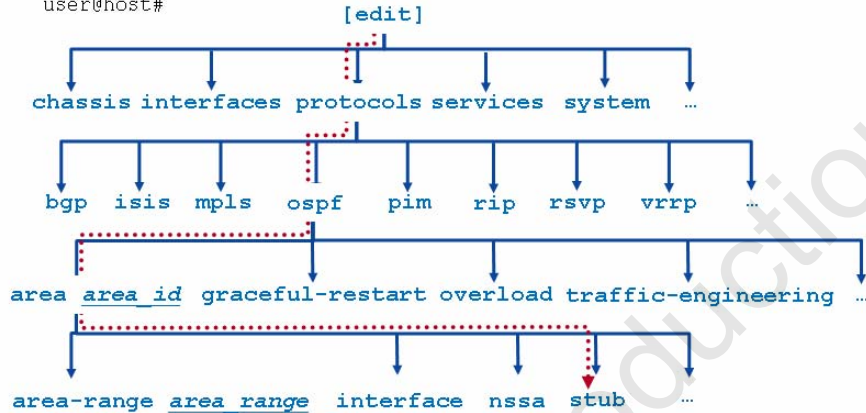 user@host#
[edit]
chassis interfaces protocols services system …
bgp isis mpls ospf pim rip rsvp vrrp …
area area_id graceful-restart overload traffic-engineering …
area-range area_range interface nssa stub …